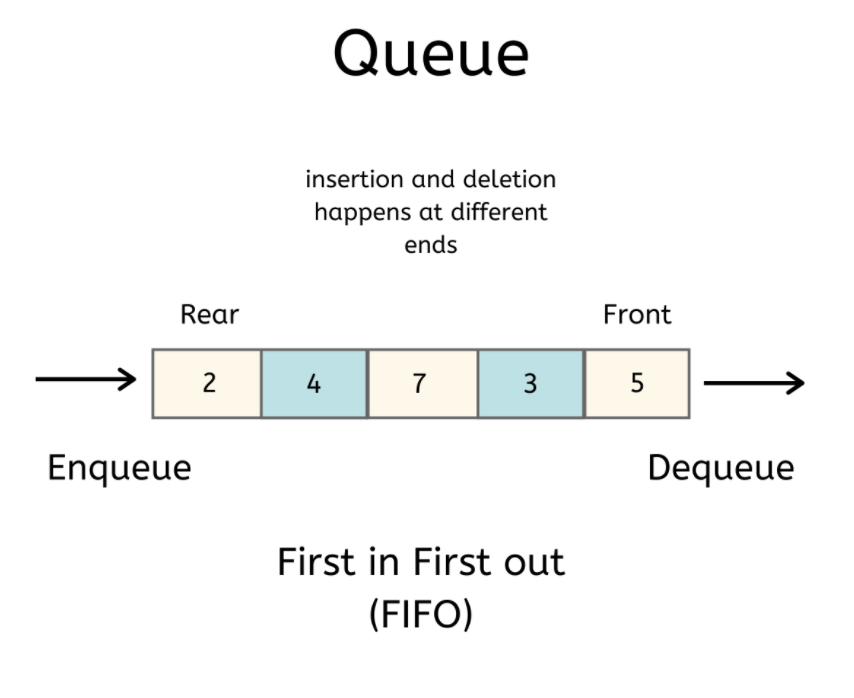 Queue
insertion and deletion
happens at different
ends
Rear Front
2 4 7 3 5
Enqueue Dequeue
First in First out
(FIFO)